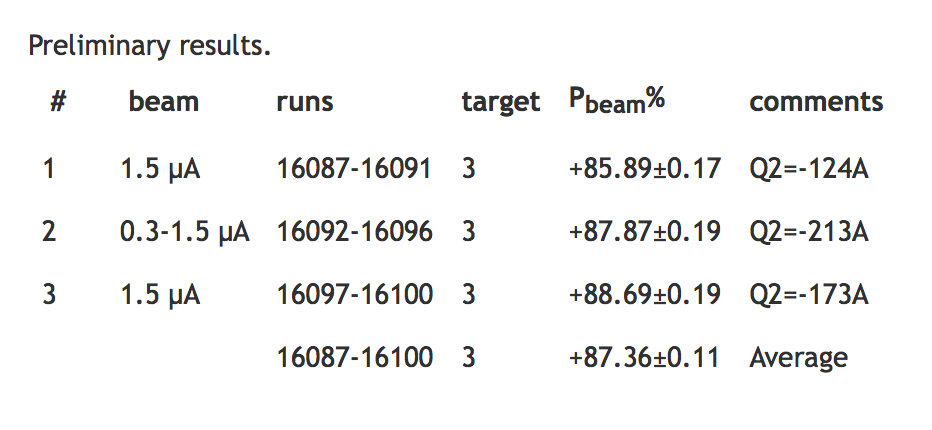 Preliminary results.
# beam runs target Pbeam% comments
1 1.5 µA 16087-16091 3 +85.89±0.17 Q2=-124A
2 0.3-1.5 µA 16092-16096 3 +87.87±0.19 Q2=-213A
3 1.5 µA 16097-16100 3 +88.69±0.19 Q2=-173A
16087-16100 3 +87.36±0.11 Average